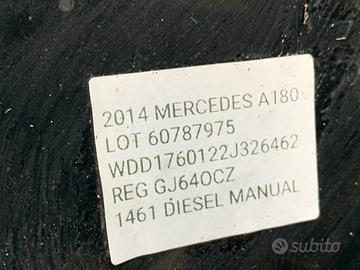 2014 MERCEDES A180
LOT 60787975
WDD1760122J326462
REG GJ64OCZ
1461 DIESEL MANUAL
subito